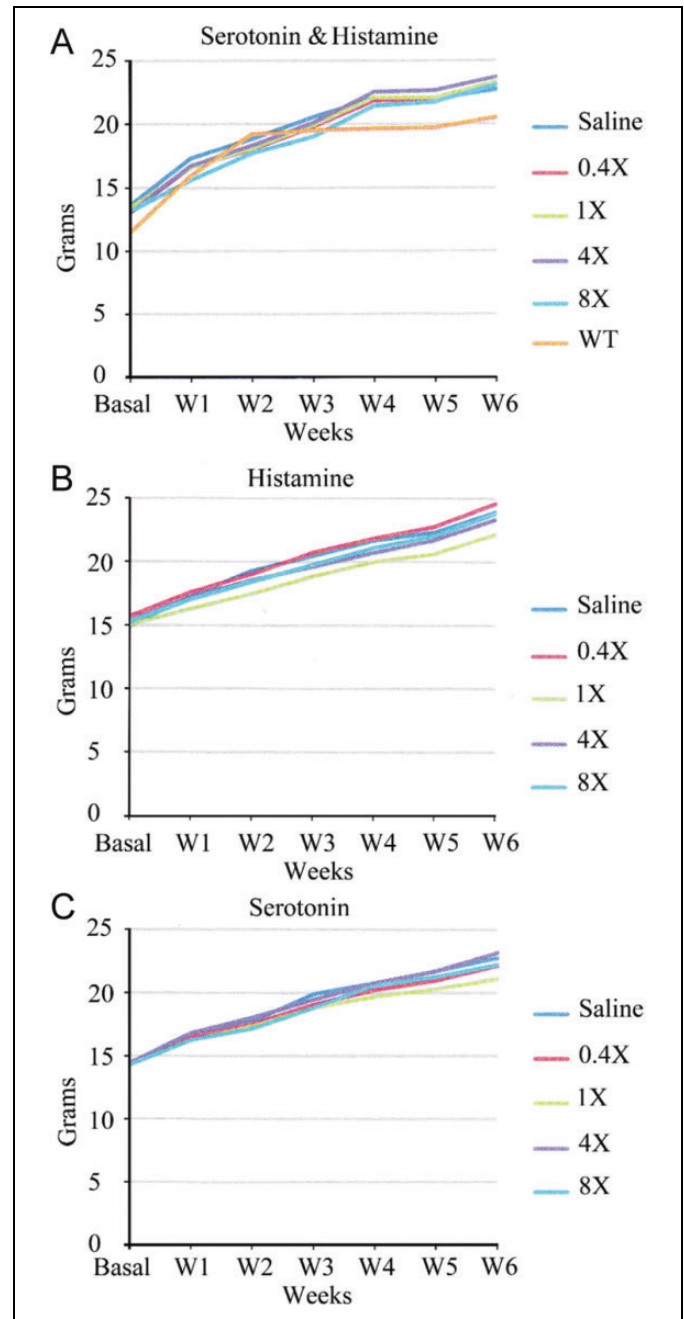 A
Serotonin & Histamine
25
20
15
10
5
0
Grams
Basal W1 W2 W3 W4 W5 W6
Weeks
Saline
0.4X
1X
4X
8X
WT
B
Histamine
25
20
15
10
5
0
Grams
Basal W1 W2 W3 W4 W5 W6
Weeks
Saline
0.4X
1X
4X
8X
C
Serotonin
25
20
15
10
5
0
Grams
Basal W1 W2 W3 W4 W5 W6
Weeks
Saline
0.4X
1X
4X
8X